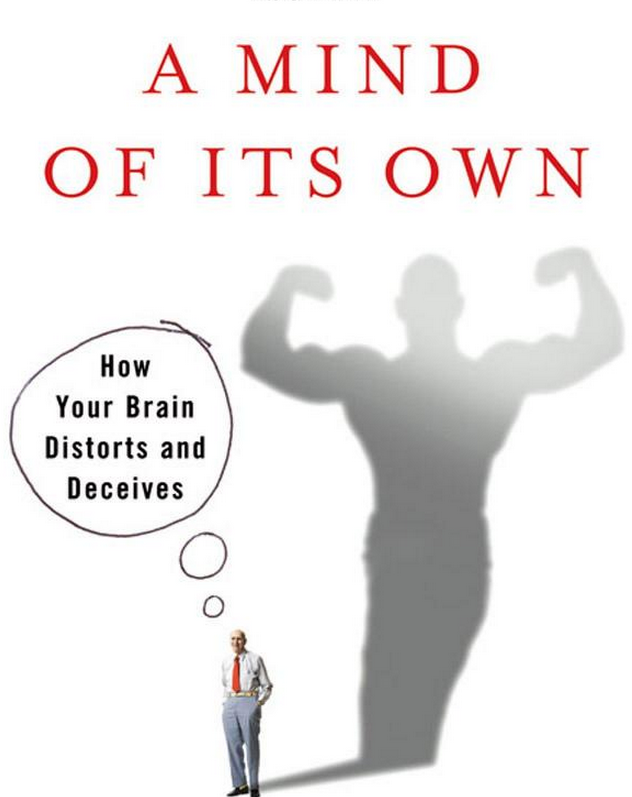 A MIND
OF ITS OWN
How
Your Brain
Distorts and
Deceives